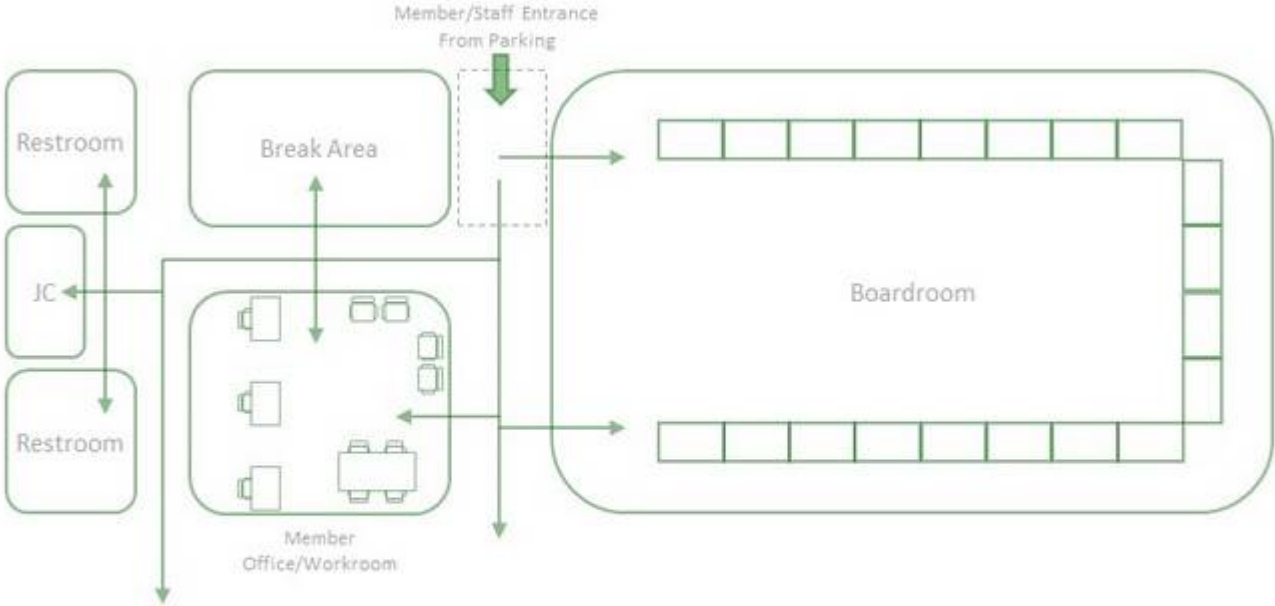 Member/Staff Entrance
From Parking
Restroom
Break Area
JC
Boardroom
Restroom
Member
Office/Workroom